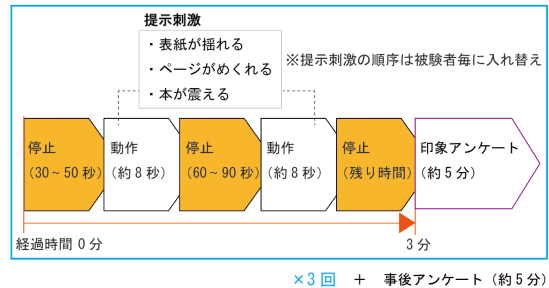 提示刺激
・表紙が揺れる
・ページがめくれる
・本が震える
※提示刺激の順序は被験者毎に入れ替え
停止
(30~50秒)
動作
(約8秒)
停止
(60~90秒)
動作
(約8秒)
停止
(残り時間)
印象アンケート
(約5分)
経過時間 0分
3分
×3回 + 事後アンケート(約5分)